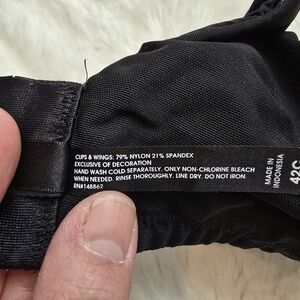 CUPS & WINGS: 79% NYLON 21% SPANDEX
EXCLUSIVE OF DECORATION
HAND WASH COLD SEPARATELY. ONLY NON-CHLORINE BLEACH
WHEN NEEDED. RINSE THOROUGHLY. LINE DRY. DO NOT IRON.
RN#148862
MADE IN
INDONESIA
42C